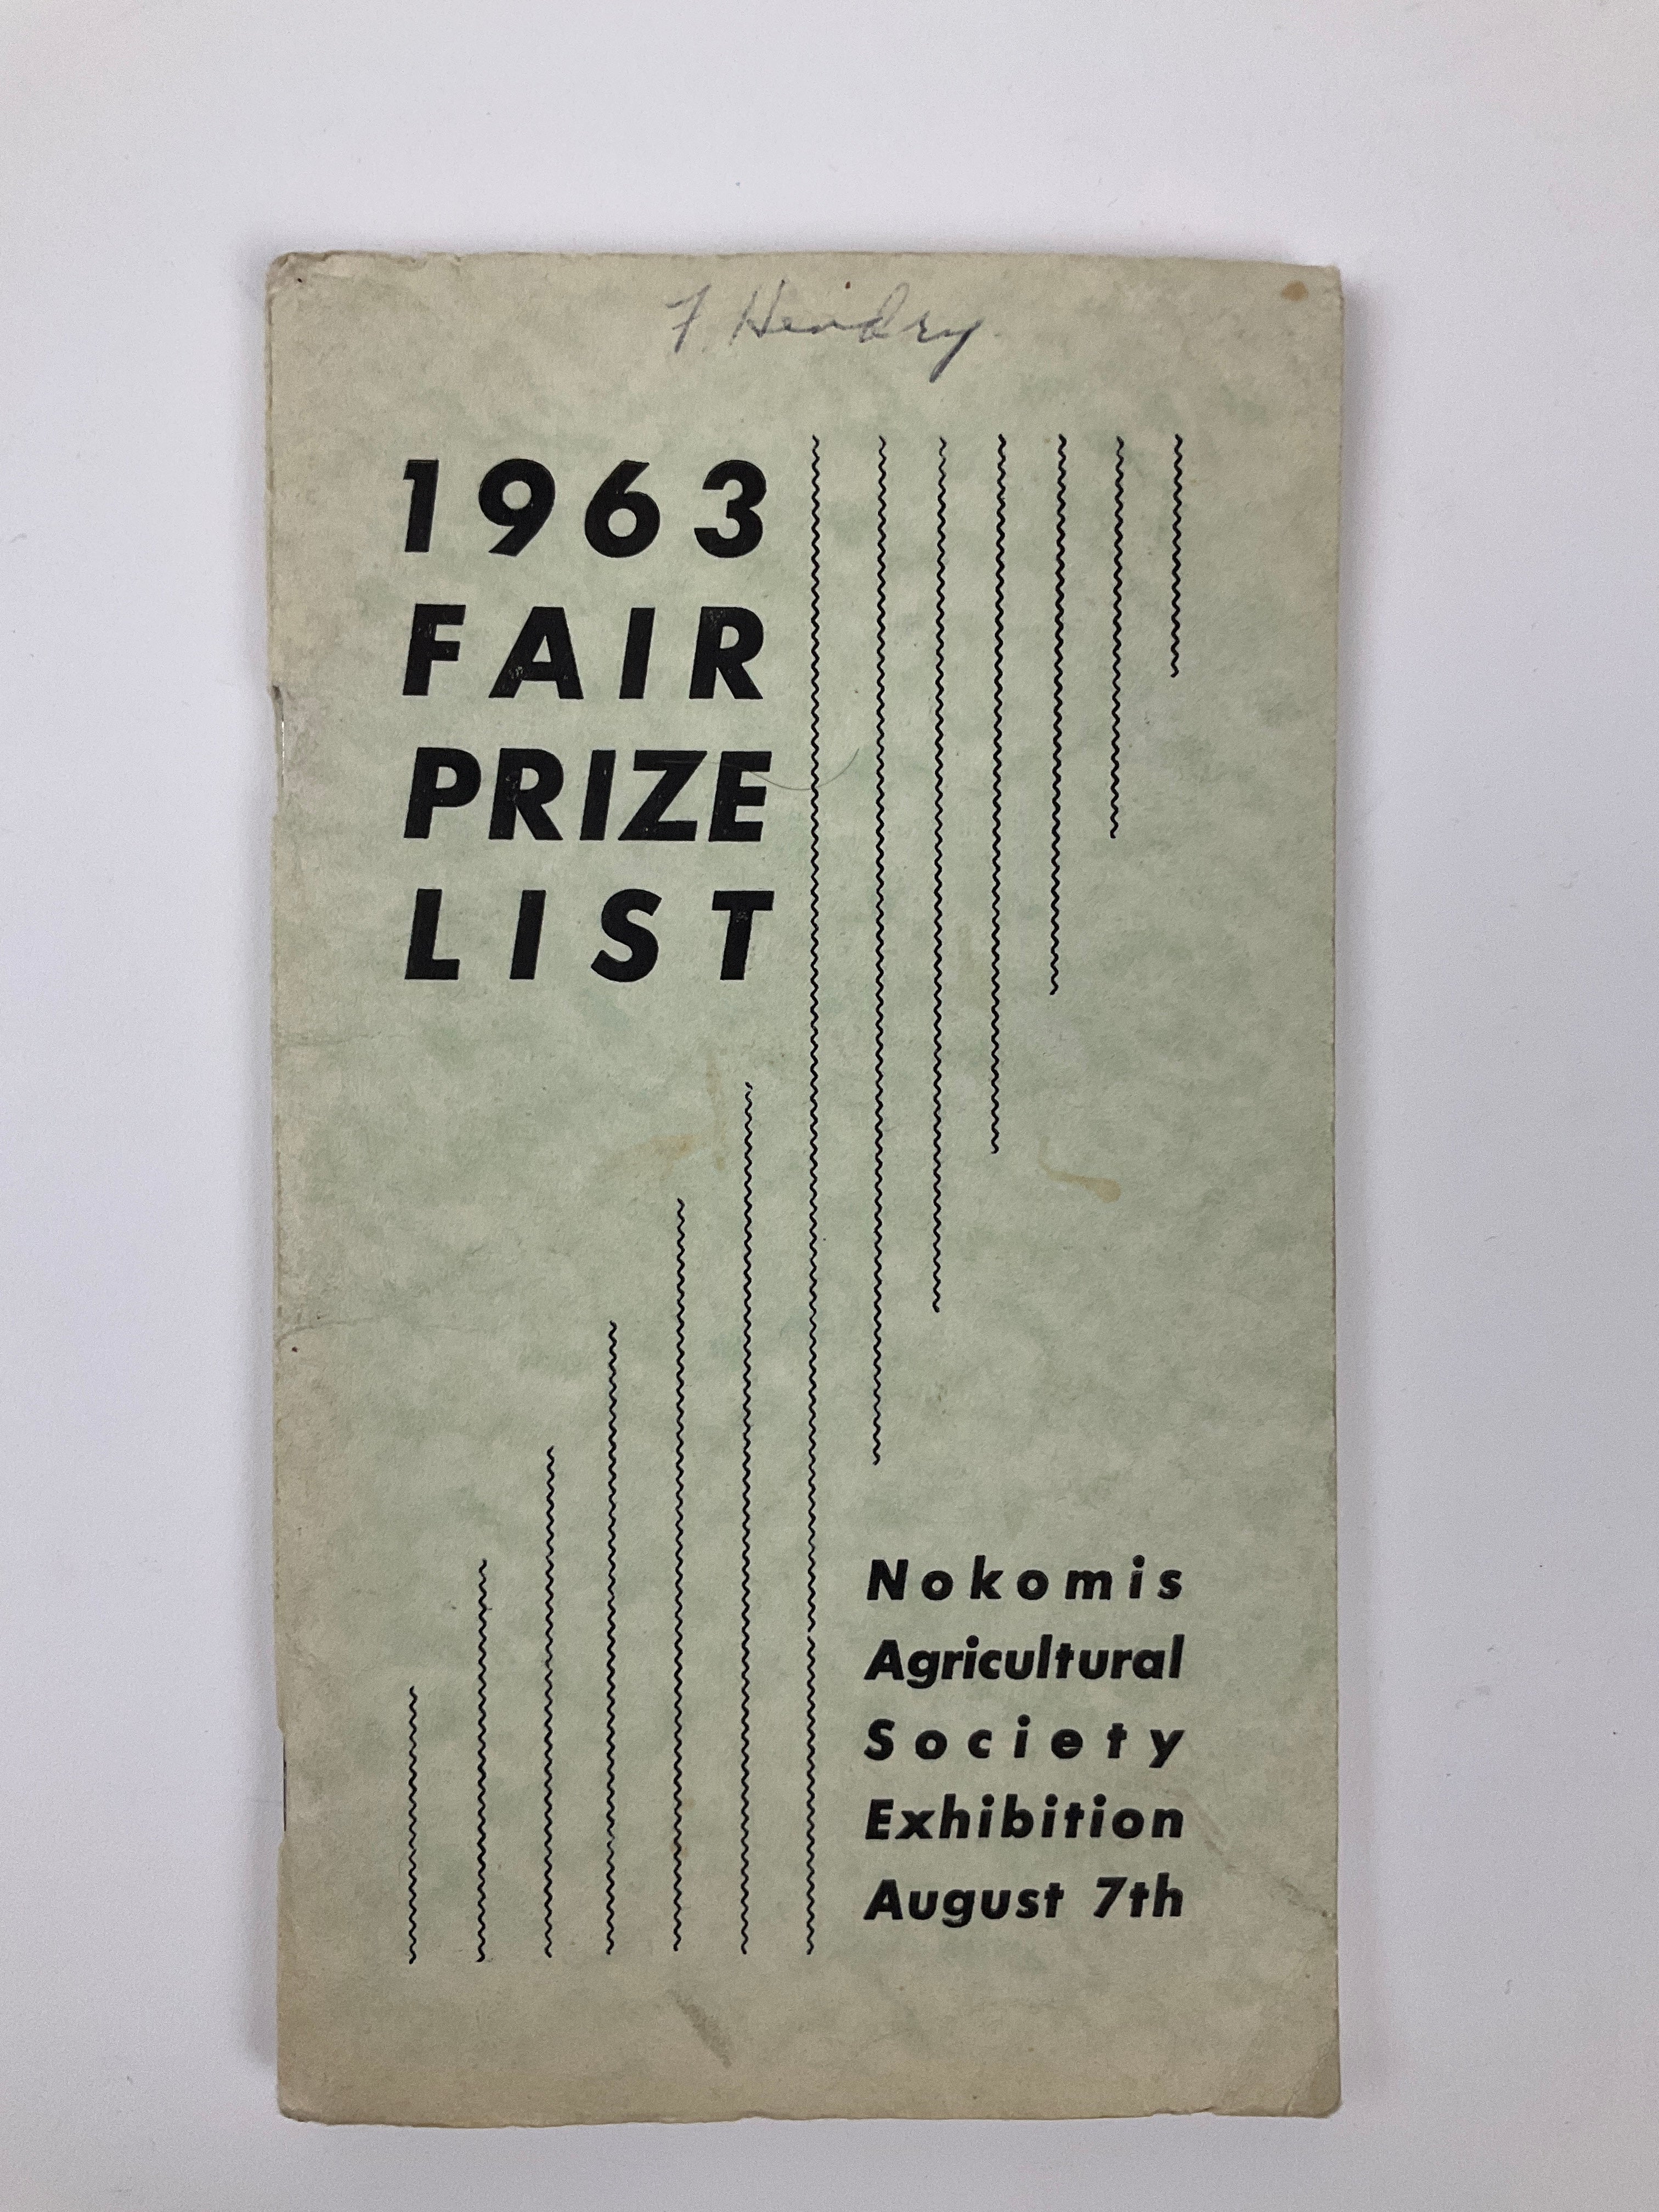 F. Hendry
1963
FAIR
PRIZE
LIST
Nokomis
Agricultural
Society
Exhibition
August 7th